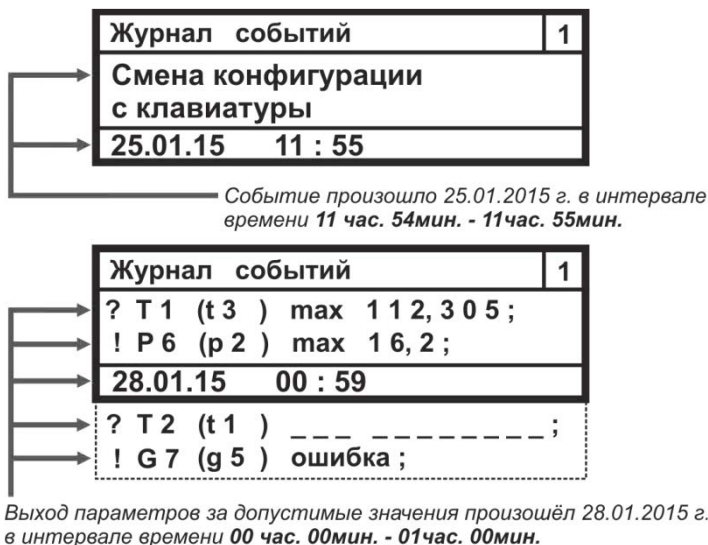 Журнал событий 1
Смена конфигурации
с клавиатуры
25.01.15 11 : 55
Событие произошло 25.01.2015 г. в интервале
времени 11 час. 54мин. - 11час. 55мин.
Журнал событий 1
? T 1 (t 3 ) max 1 1 2, 3 0 5 ;
! P 6 (p 2 ) max 1 6, 2 ;
28.01.15 00 : 59
? T 2 (t 1 ) _ _ _ _ _ _ _ _ _ _ _ _ ;
! G 7 (g 5 ) ошибка ;
Выход параметров за допустимые значения произошёл 28.01.2015 г.
в интервале времени 00 час. 00мин. - 01час. 00мин.